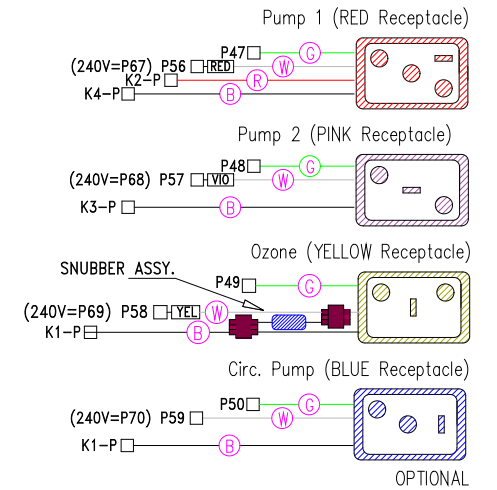 Pump 1 (RED Receptacle)
P47 G
(240V=P67) P56 RED W
K2-P R
K4-P B
Pump 2 (PINK Receptacle)
P48 G
(240V=P68) P57 VIO W
K3-P B
Ozone (YELLOW Receptacle)
SNUBBER ASSY.
P49 G
(240V=P69) P58 YEL W
K1-P B
Circ. Pump (BLUE Receptacle)
P50 G
(240V=P70) P59 W
K1-P B
OPTIONAL